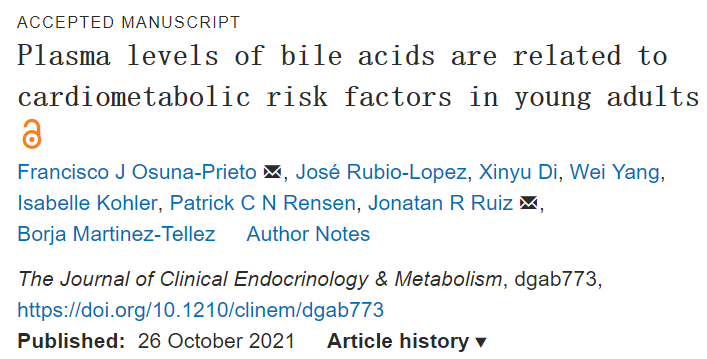 ACCEPTED MANUSCRIPT
Plasma levels of bile acids are related to
cardiometabolic risk factors in young adults
Francisco J Osuna-Prieto, José Rubio-Lopez, Xinyu Di, Wei Yang,
Isabelle Kohler, Patrick C N Rensen, Jonatan R Ruiz,
Borja Martinez-Tellez Author Notes
The Journal of Clinical Endocrinology & Metabolism, dgab773,
https://doi.org/10.1210/clinem/dgab773
Published: 26 October 2021 Article history ▼